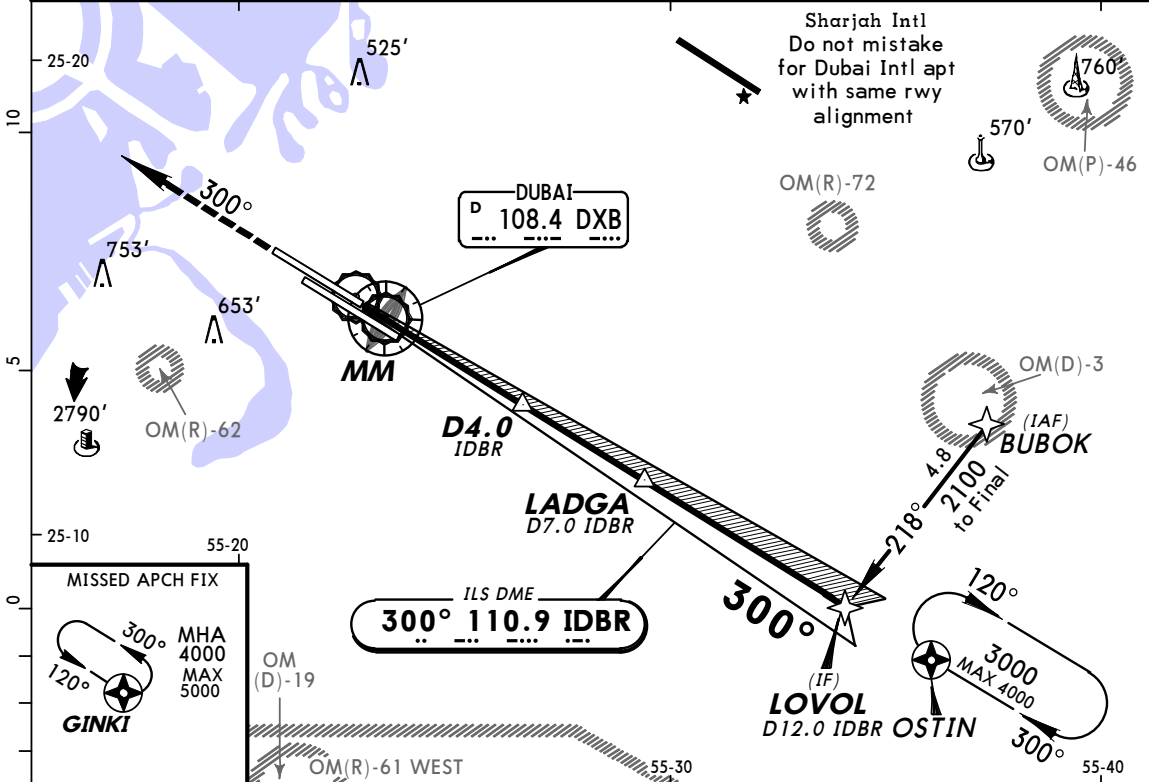 25-20
10
5
25-10
0
525'
Sharjah Intl
Do not mistake
for Dubai Intl apt
with same rwy
alignment
760'
570'
OM(P)-46
OM(R)-72
DUBAI
D 108.4 DXB
300°
753'
653'
MM
2790'
OM(R)-62
OM(D)-3
(IAF)
BUBOK
4.8
2100
to Final
218°
D4.0
IDBR
LADGA
D7.0 IDBR
ILS DME
300° 110.9 IDBR
300°
55-20
MISSED APCH FIX
300°
120°
MHA
4000
MAX
5000
GINKI
OM
(D)-19
OM(R)-61 WEST
(IF)
LOVOL
D12.0 IDBR
OSTIN
120°
3000
MAX 4000
300°
55-30
55-40